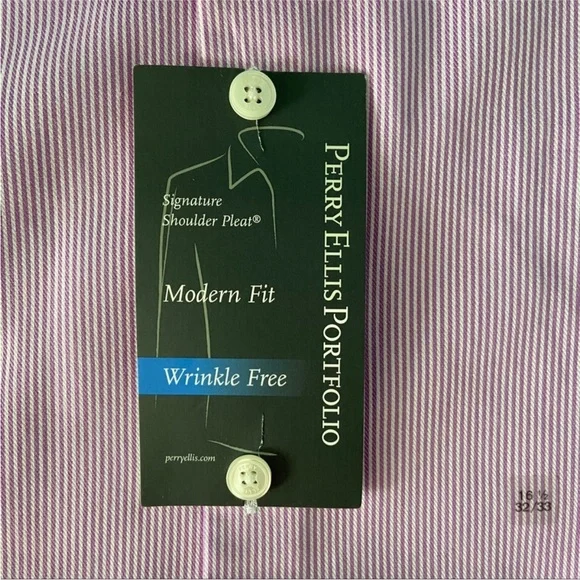 PERRY ELLIS PORTFOLIO
Signature
Shoulder Pleat®
Modern Fit
Wrinkle Free
perryellis.com
16 ½
32/33